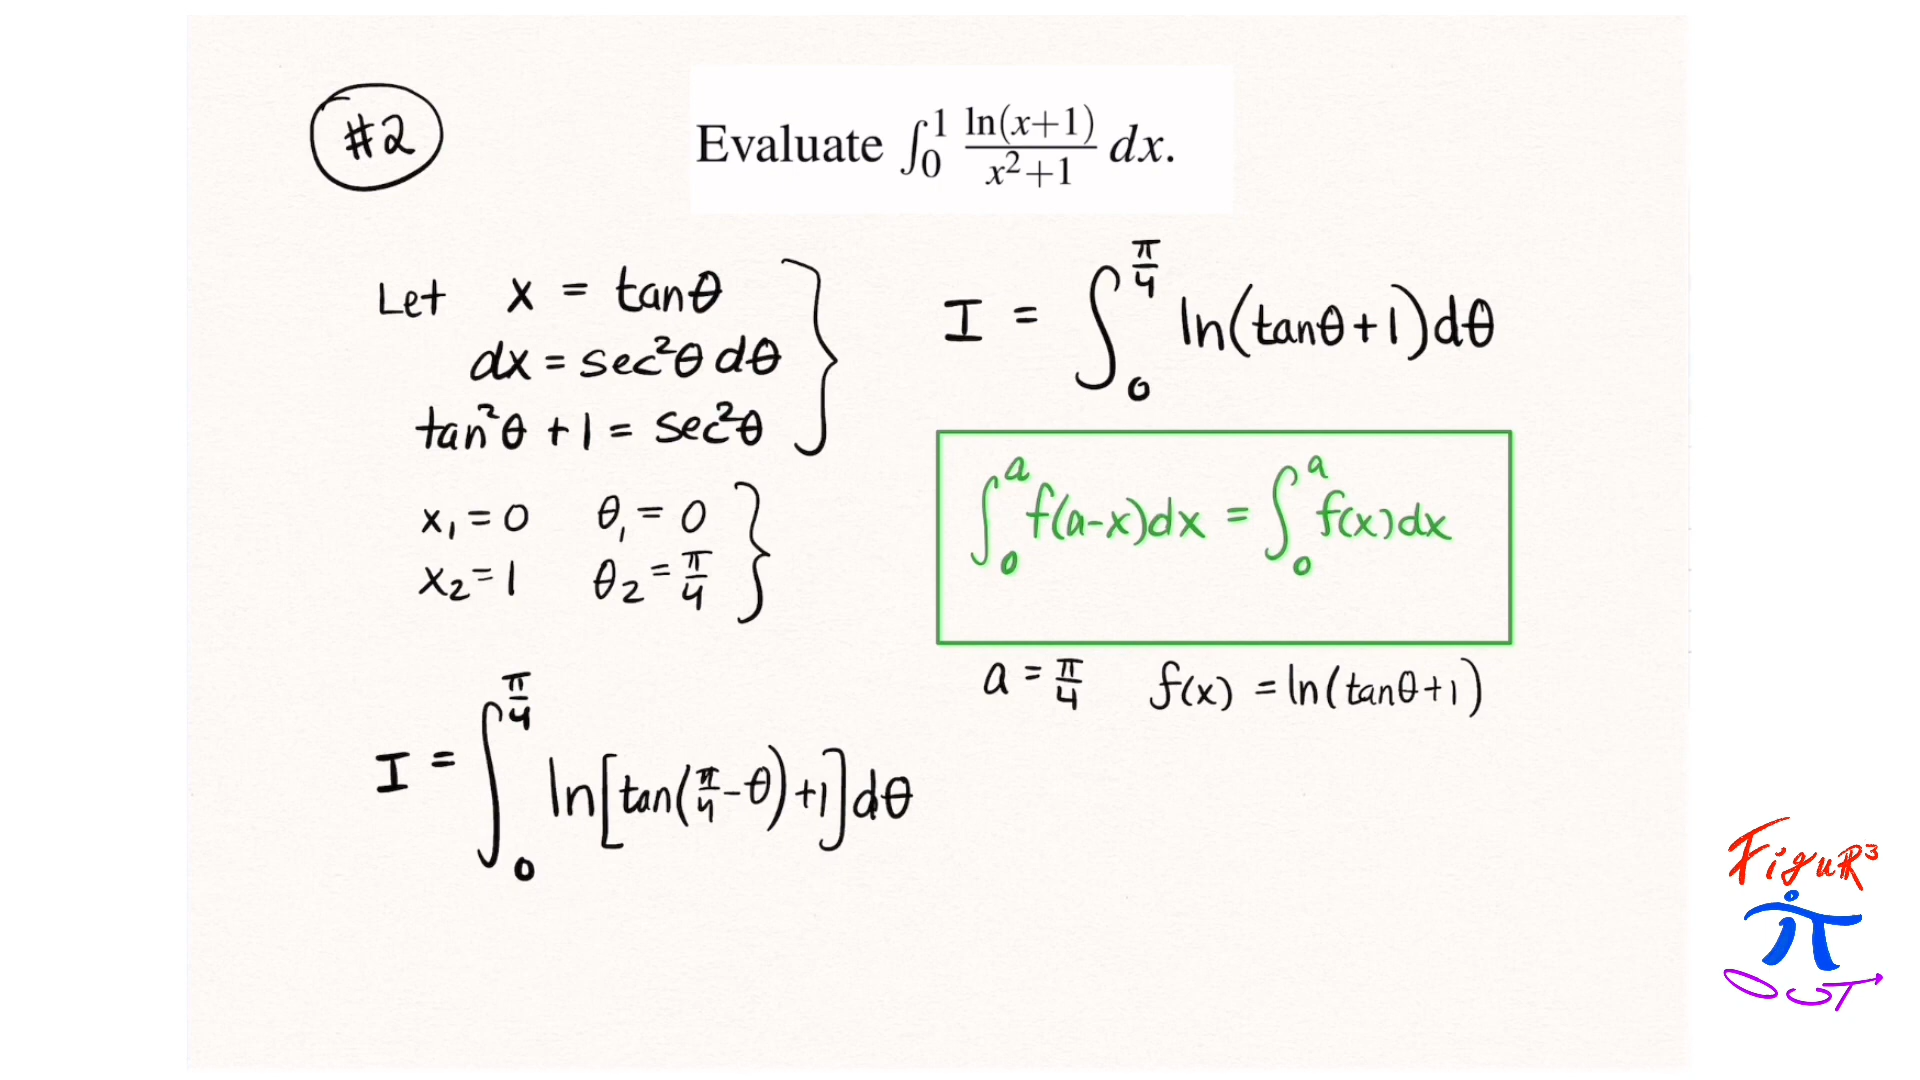 #2
Evaluate ∫₀¹ ln(x+1)/(x²+1) dx.
Let x = tanθ
dx = sec²θ dθ
tan²θ + 1 = sec²θ
x₁ = 0 θ₁ = 0
x₂ = 1 θ₂ = π/4
I = ∫₀^(π/4) ln(tanθ+1)dθ
∫₀^a f(a-x)dx = ∫₀^a f(x)dx
a = π/4 f(x) = ln(tanθ+1)
I = ∫₀^(π/4) ln[tan(π/4-θ)+1]dθ
FiguR³
iπ
OuT